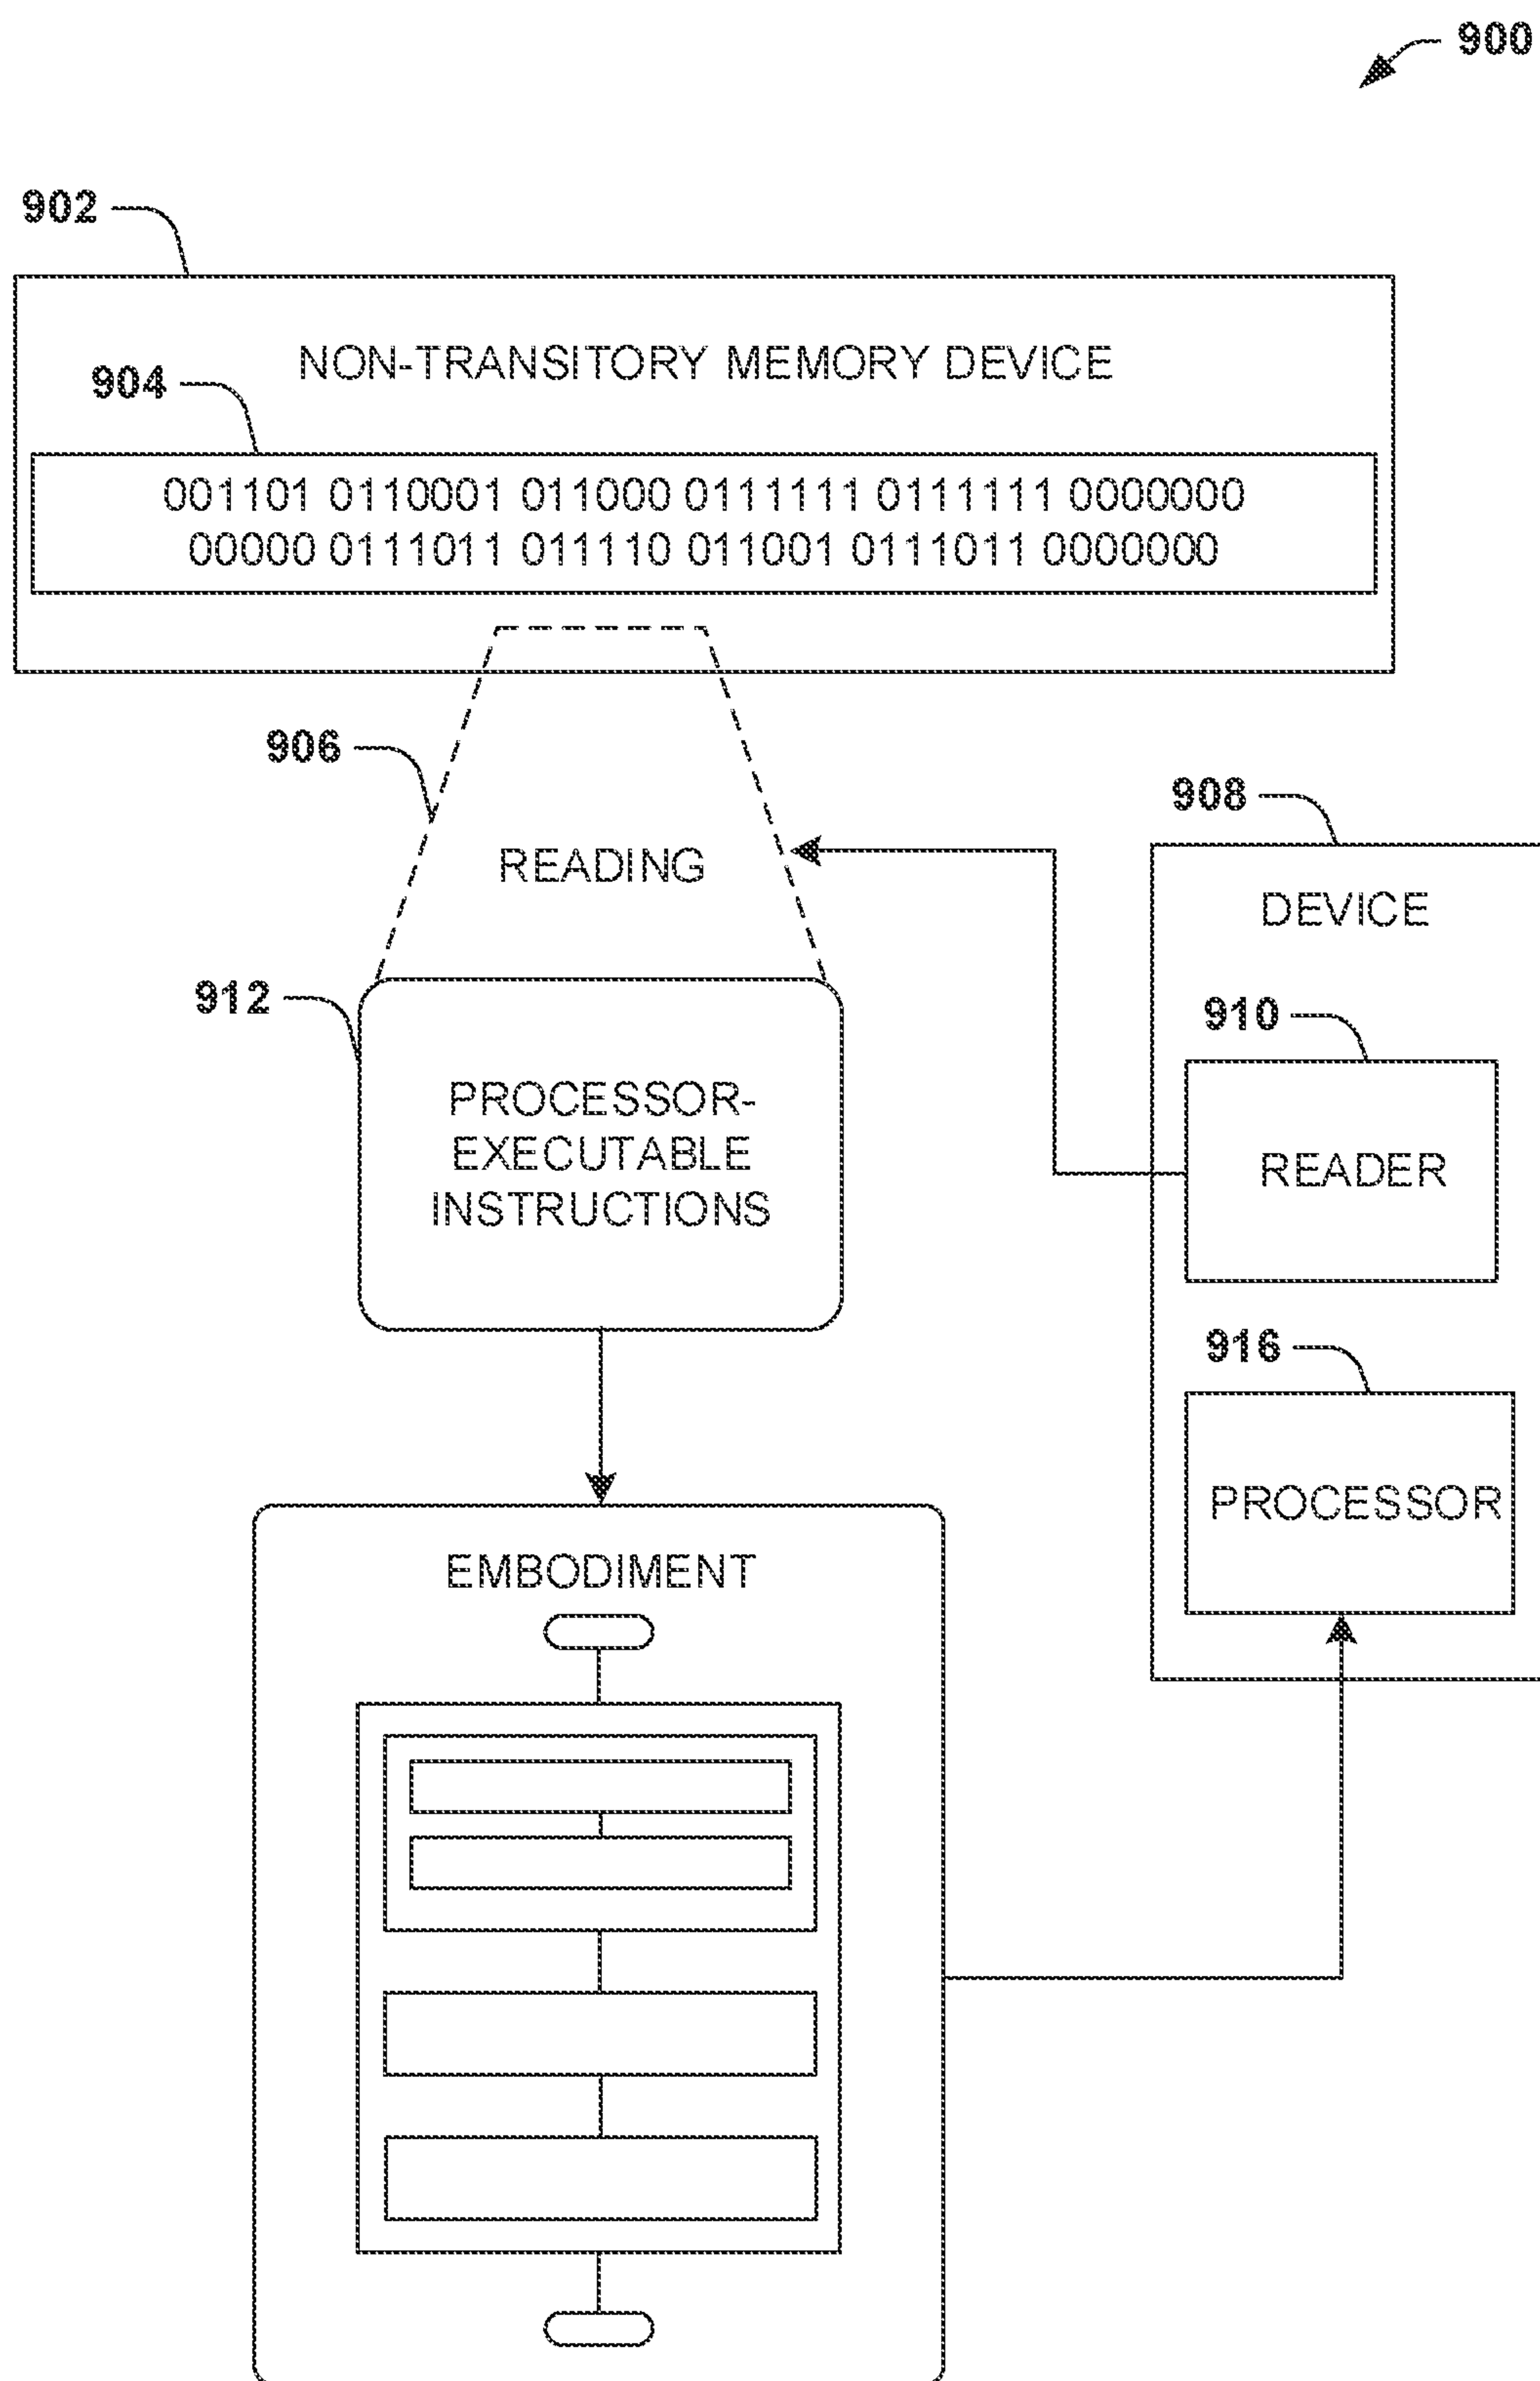 900
902
NON-TRANSITORY MEMORY DEVICE
904
001101 0110001 011000 0111111 0111111 0000000
00000 0111011 011110 011001 0111011 0000000
906
READING
908
DEVICE
912
910
PROCESSOR-
EXECUTABLE
INSTRUCTIONS
READER
916
PROCESSOR
EMBODIMENT